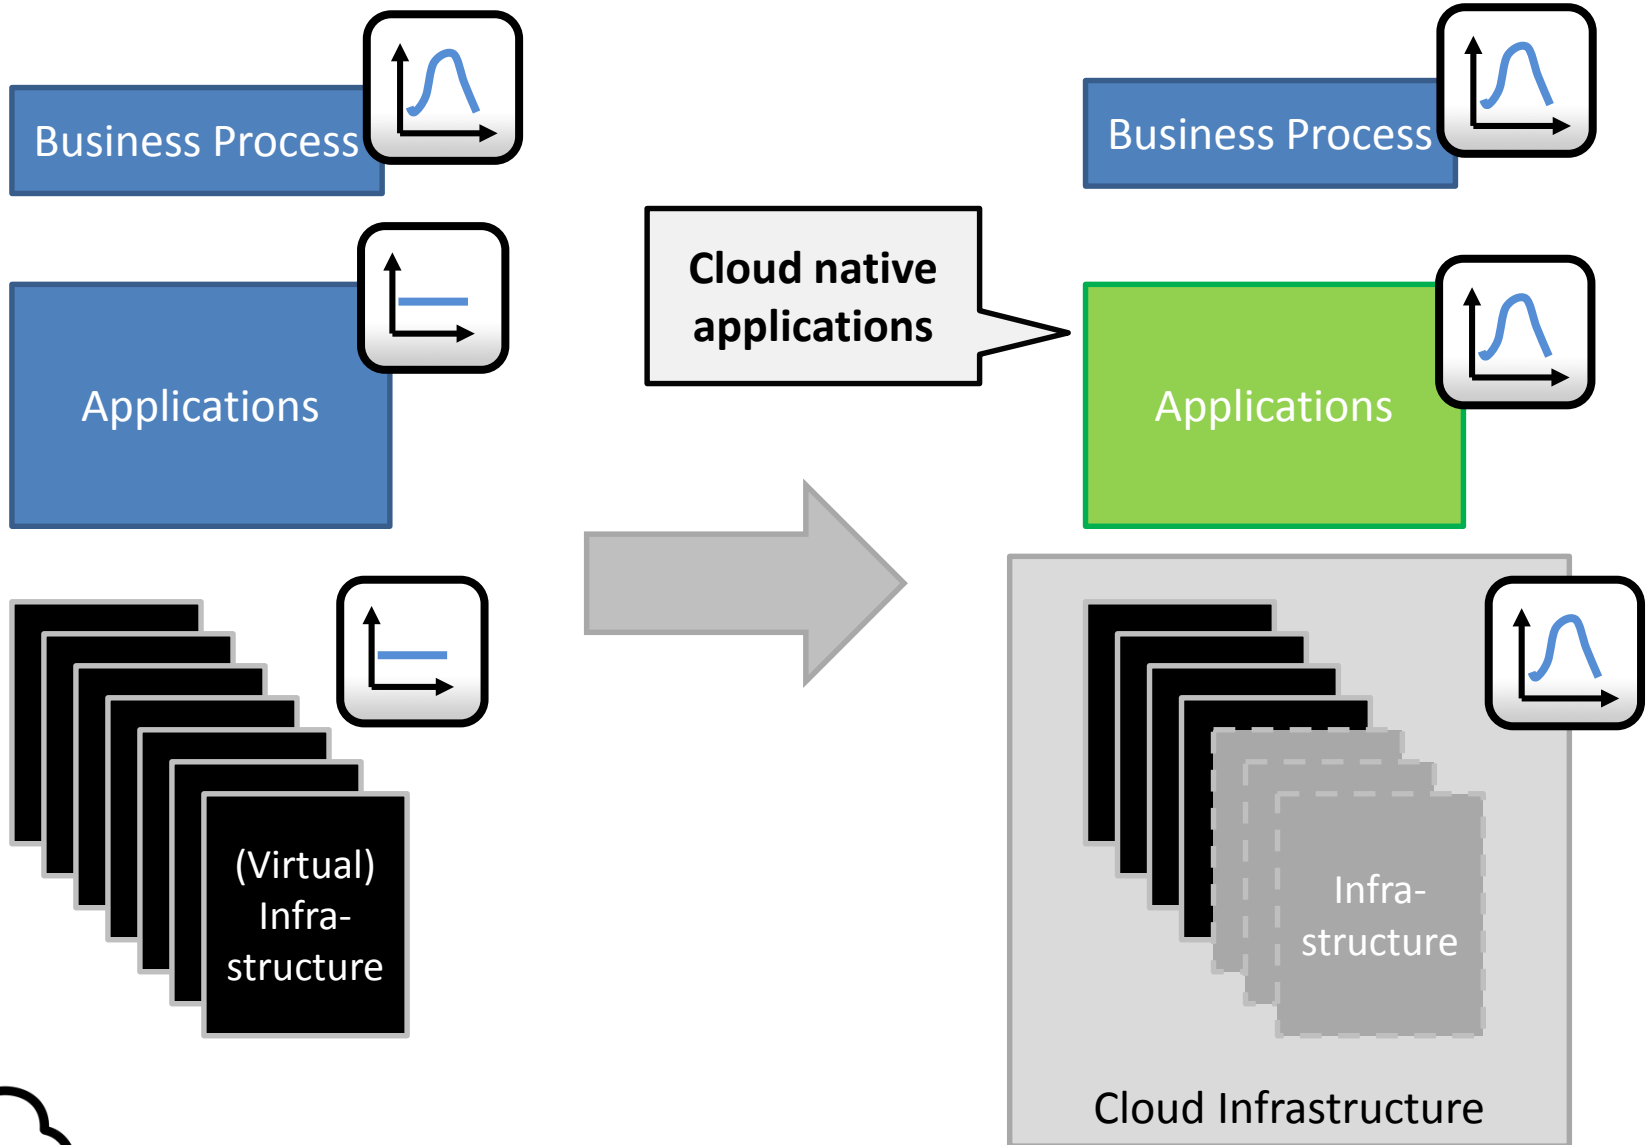 Business Process
Applications
(Virtual)
Infra-
structure
Cloud native
applications
Business Process
Applications
Infra-
structure
Cloud Infrastructure